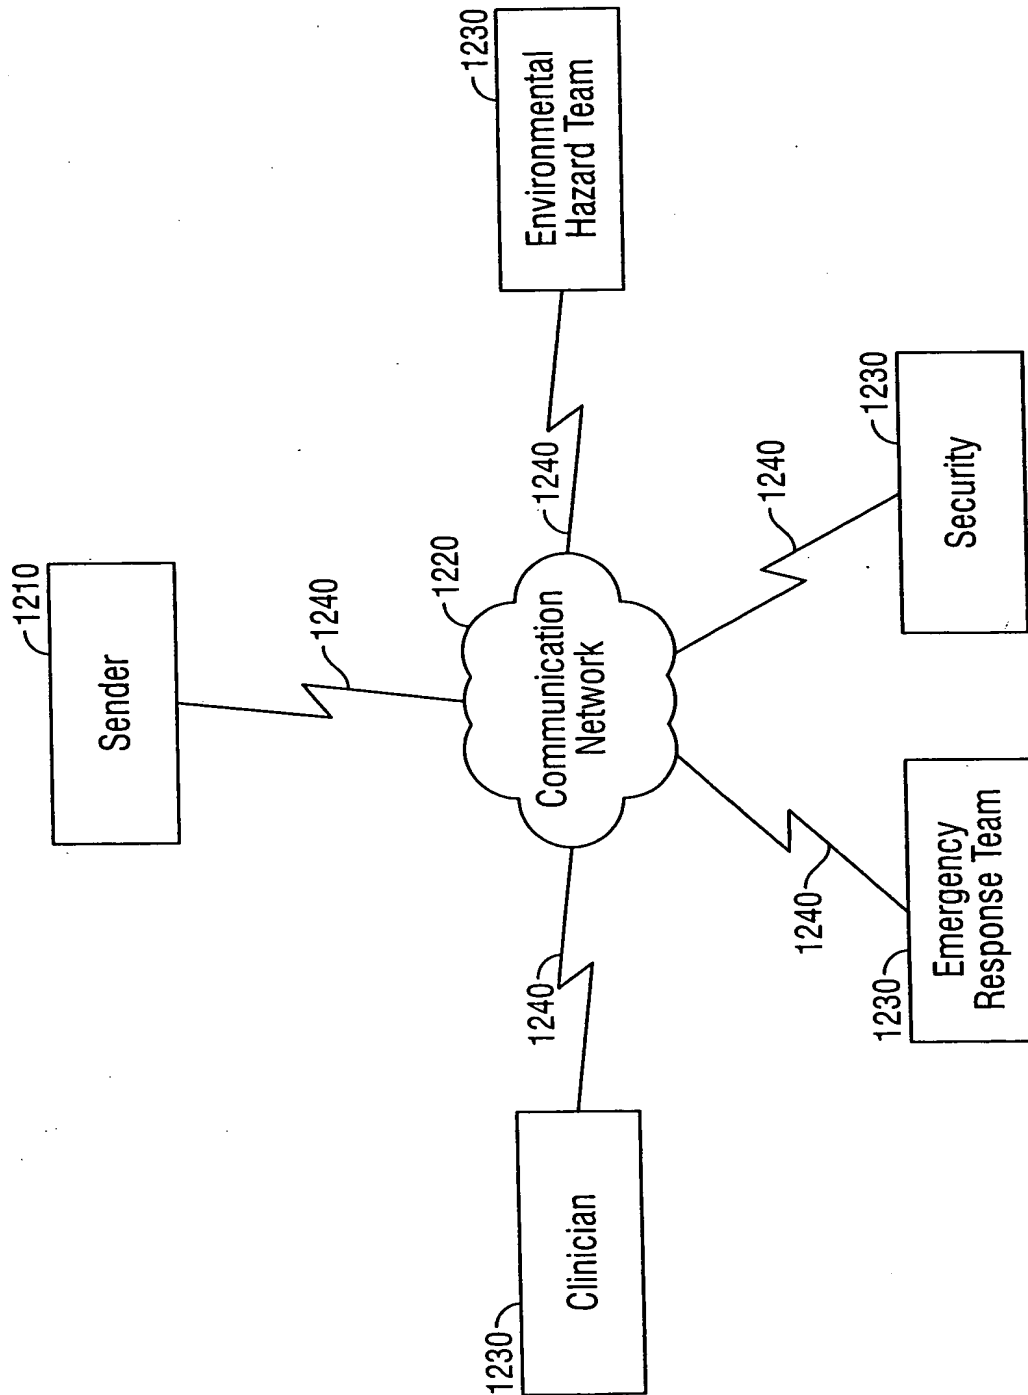 1210
Sender
1240
1220
Communication
Network
1230
Clinician
1240
1240
1230
Environmental
Hazard Team
1230
Emergency
Response Team
1240
1240
1230
Security